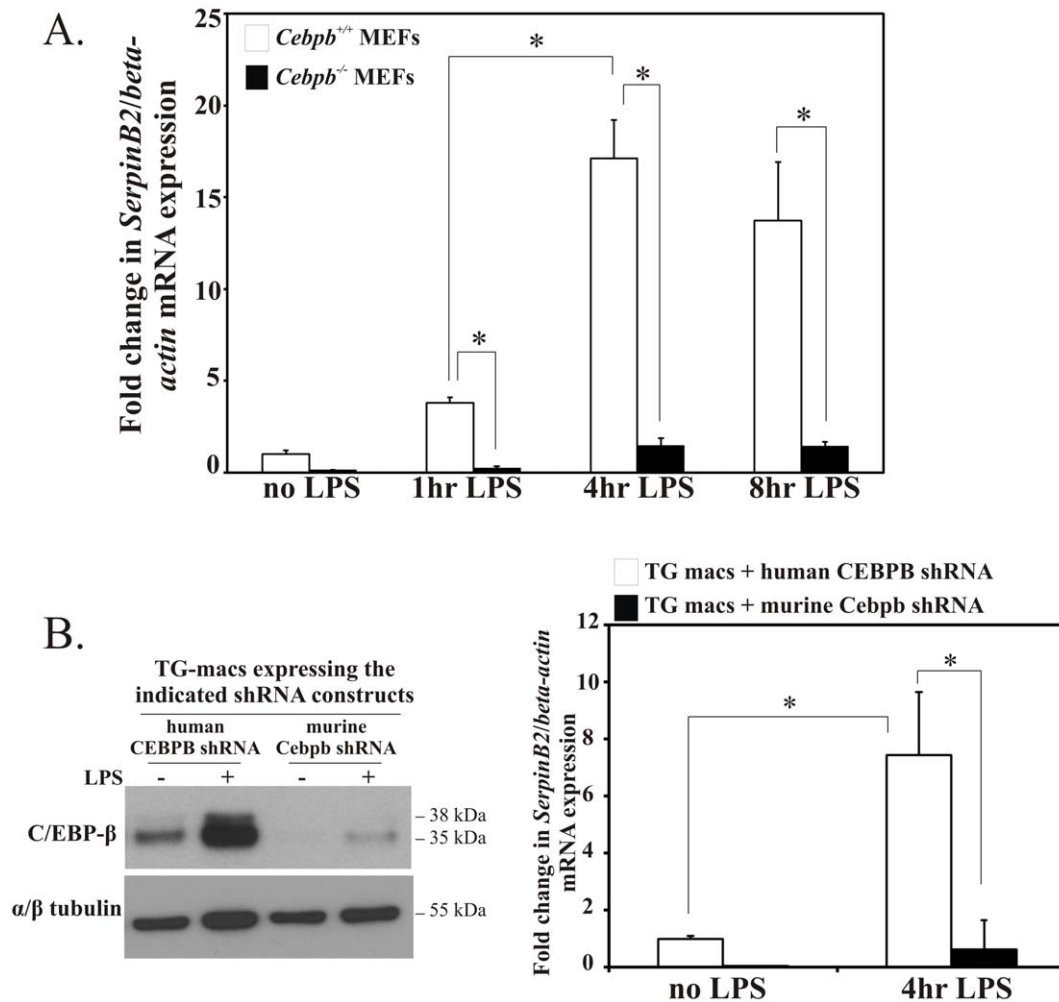 A.
25
20
15
10
5
0
Fold change in SerpinB2/beta-
actin mRNA expression
Cebpb+/+ MEFs
Cebpb-/- MEFs
*
*
*
*
no LPS 1hr LPS 4hr LPS 8hr LPS
B.
TG-macs expressing the
indicated shRNA constructs
human murine
CEBPB shRNA Cebpb shRNA
LPS - + - +
C/EBP-β
– 38 kDa
– 35 kDa
α/β tubulin
– 55 kDa
TG macs + human CEBPB shRNA
TG macs + murine Cebpb shRNA
12
10
8
6
4
2
0
Fold change in SerpinB2/beta-actin
mRNA expression
*
*
no LPS 4hr LPS